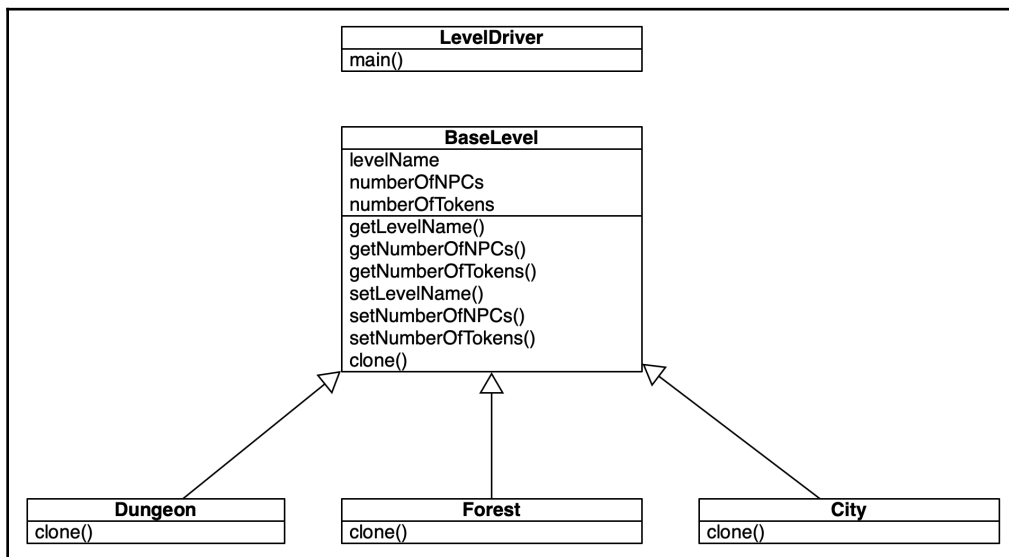 LevelDriver
main()
BaseLevel
levelName
numberOfNPCs
numberOfTokens
getLevelName()
getNumberOfNPCs()
getNumberOfTokens()
setLevelName()
setNumberOfNPCs()
setNumberOfTokens()
clone()
Dungeon
clone()
Forest
clone()
City
clone()